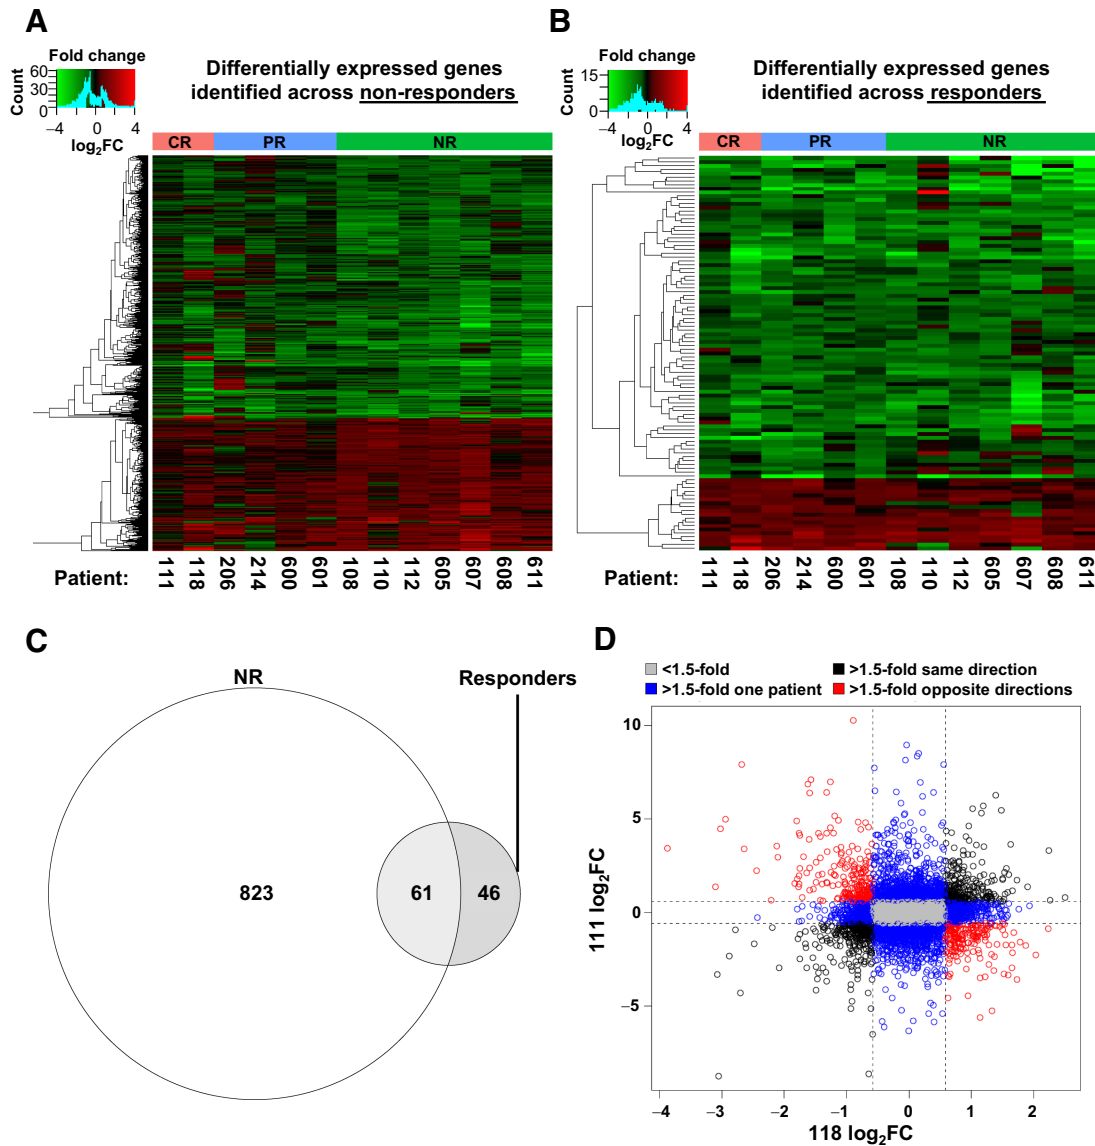 A
Fold change
Count
60
30
0
−4
0
4
log2FC
Differentially expressed genes
identified across non-responders
CR
PR
NR
Patient:
111
118
206
214
600
601
108
110
112
605
607
608
611
B
Fold change
Count
15
0
−4
0
4
log2FC
Differentially expressed genes
identified across responders
CR
PR
NR
Patient:
111
118
206
214
600
601
108
110
112
605
607
608
611
C
NR
Responders
823
61
46
D
<1.5-fold
>1.5-fold same direction
>1.5-fold one patient
>1.5-fold opposite directions
111 log2FC
10
5
0
−5
−4
−3
−2
−1
0
1
2
118 log2FC